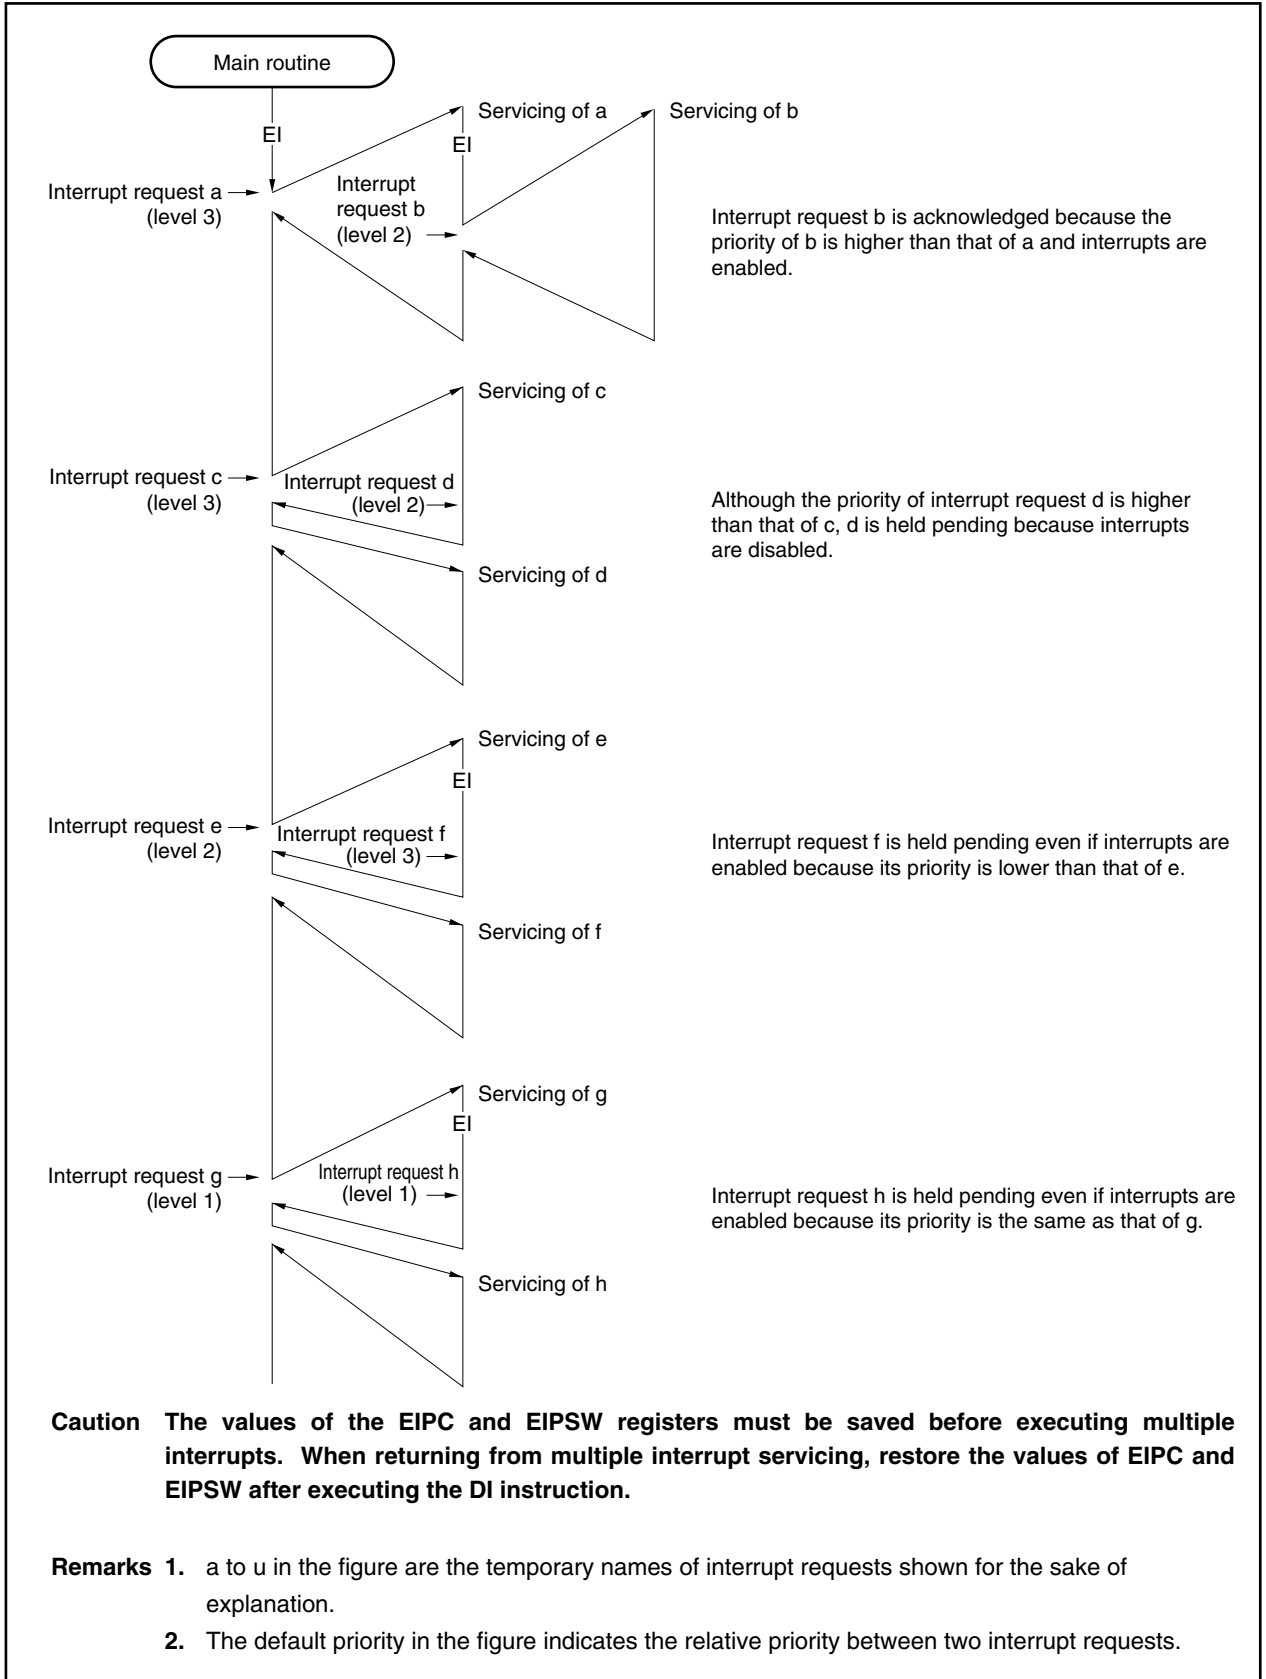 Main routine
EI
Servicing of a
Servicing of b
EI
Interrupt request a
(level 3)
Interrupt
request b
(level 2)
Interrupt request b is acknowledged because the
priority of b is higher than that of a and interrupts are
enabled.
Servicing of c
Interrupt request c
(level 3)
Interrupt request d
(level 2)
Although the priority of interrupt request d is higher
than that of c, d is held pending because interrupts
are disabled.
Servicing of d
Servicing of e
EI
Interrupt request e
(level 2)
Interrupt request f
(level 3)
Interrupt request f is held pending even if interrupts are
enabled because its priority is lower than that of e.
Servicing of f
Servicing of g
EI
Interrupt request g
(level 1)
Interrupt request h
(level 1)
Interrupt request h is held pending even if interrupts are
enabled because its priority is the same as that of g.
Servicing of h
Caution The values of the EIPC and EIPSW registers must be saved before executing multiple
interrupts. When returning from multiple interrupt servicing, restore the values of EIPC and
EIPSW after executing the DI instruction.
Remarks 1. a to u in the figure are the temporary names of interrupt requests shown for the sake of
explanation.
2. The default priority in the figure indicates the relative priority between two interrupt requests.